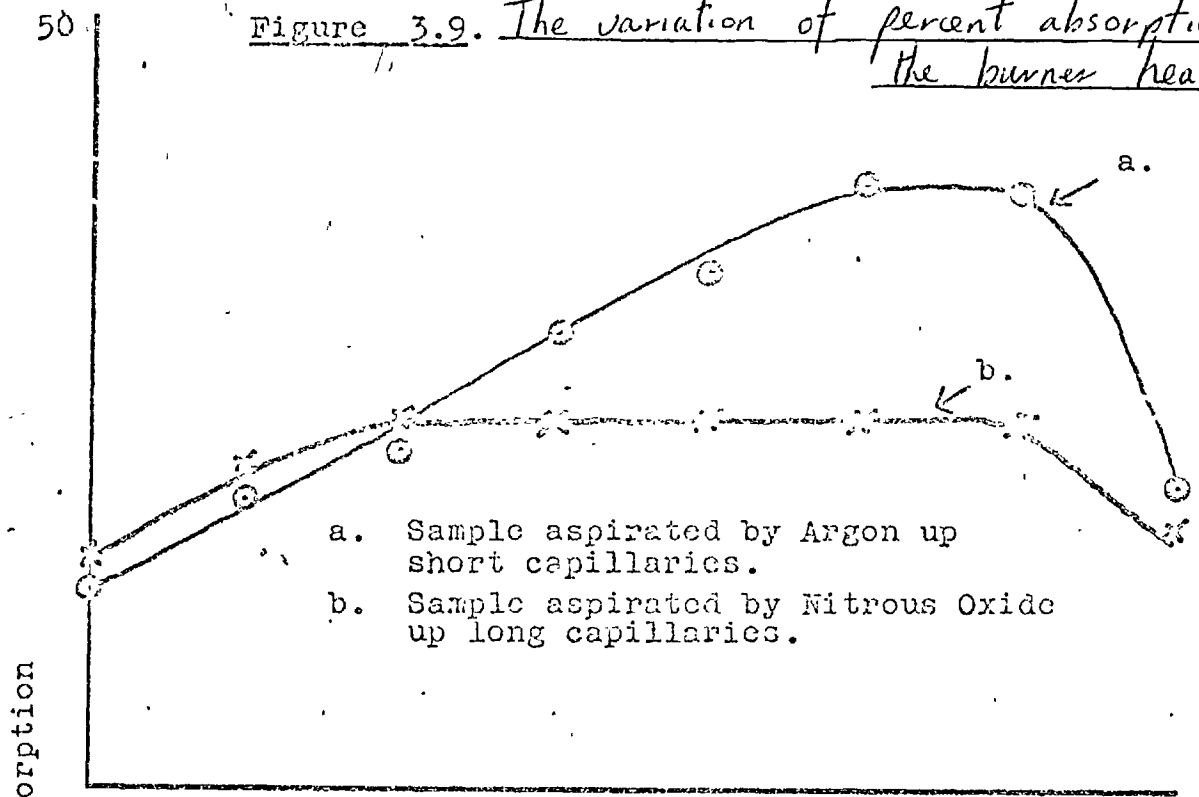 50
Figure 3.9. The variation of percent absorpti
the burner hea
a.
b.
a. Sample aspirated by Argon up
short capillaries.
b. Sample aspirated by Nitrous Oxide
up long capillaries.
orption